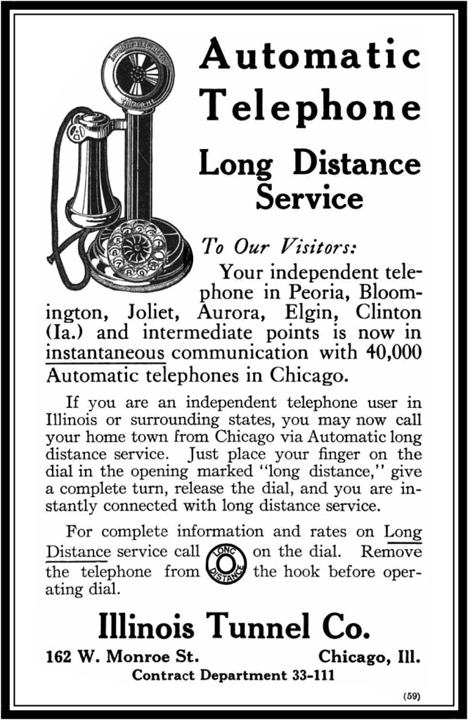 AUTOMATIC ELECTRIC CO.
CHICAGO, ILL.
Automatic
Telephone
Long Distance
Service
To Our Visitors:
Your independent tele-
phone in Peoria, Bloom-
ington, Joliet, Aurora, Elgin, Clinton
(Ia.) and intermediate points is now in
instantaneous communication with 40,000
Automatic telephones in Chicago.
If you are an independent telephone user in
Illinois or surrounding states, you may now call
your home town from Chicago via Automatic long
distance service. Just place your finger on the
dial in the opening marked “long distance,” give
a complete turn, release the dial, and you are in-
stantly connected with long distance service.
For complete information and rates on Long
Distance service call LONG DISTANCE on the dial. Remove
the telephone from the hook before oper-
ating dial.
Illinois Tunnel Co.
162 W. Monroe St. Chicago, Ill.
Contract Department 33-111
(59)